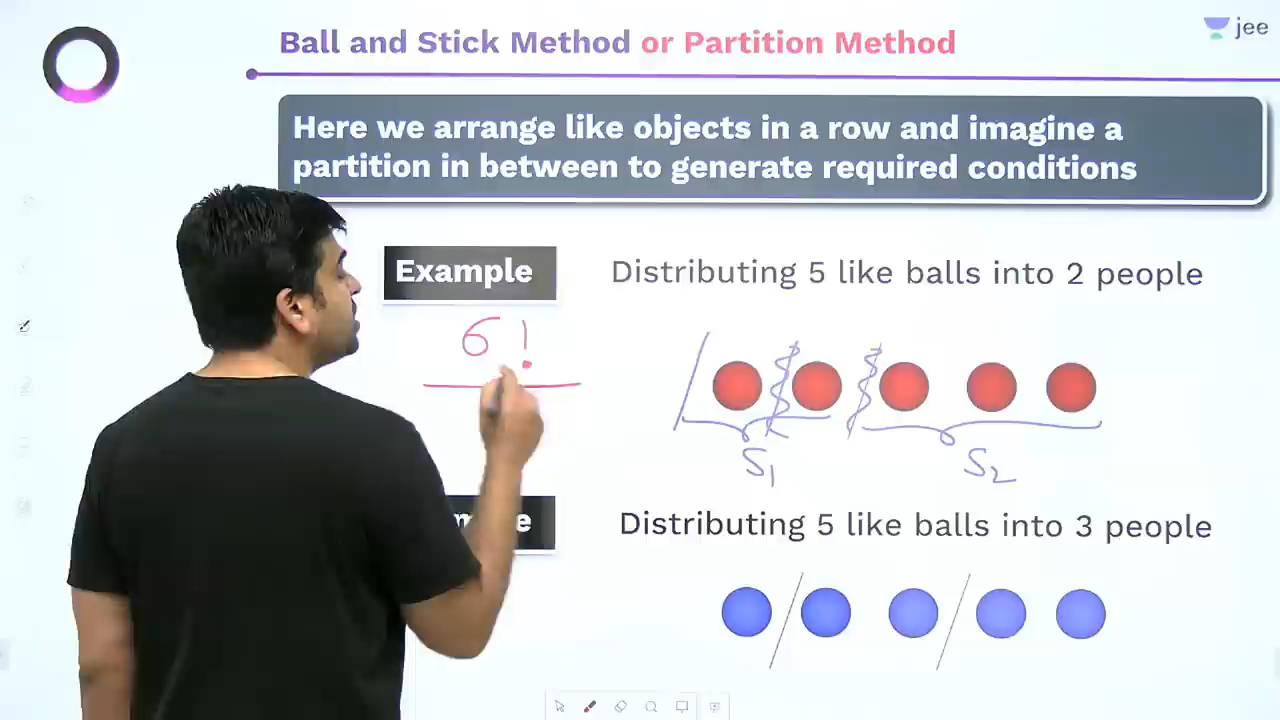 Ball and Stick Method or Partition Method
jee
Here we arrange like objects in a row and imagine a
partition in between to generate required conditions
Example
Distributing 5 like balls into 2 people
6!
S1
S2
Distributing 5 like balls into 3 people